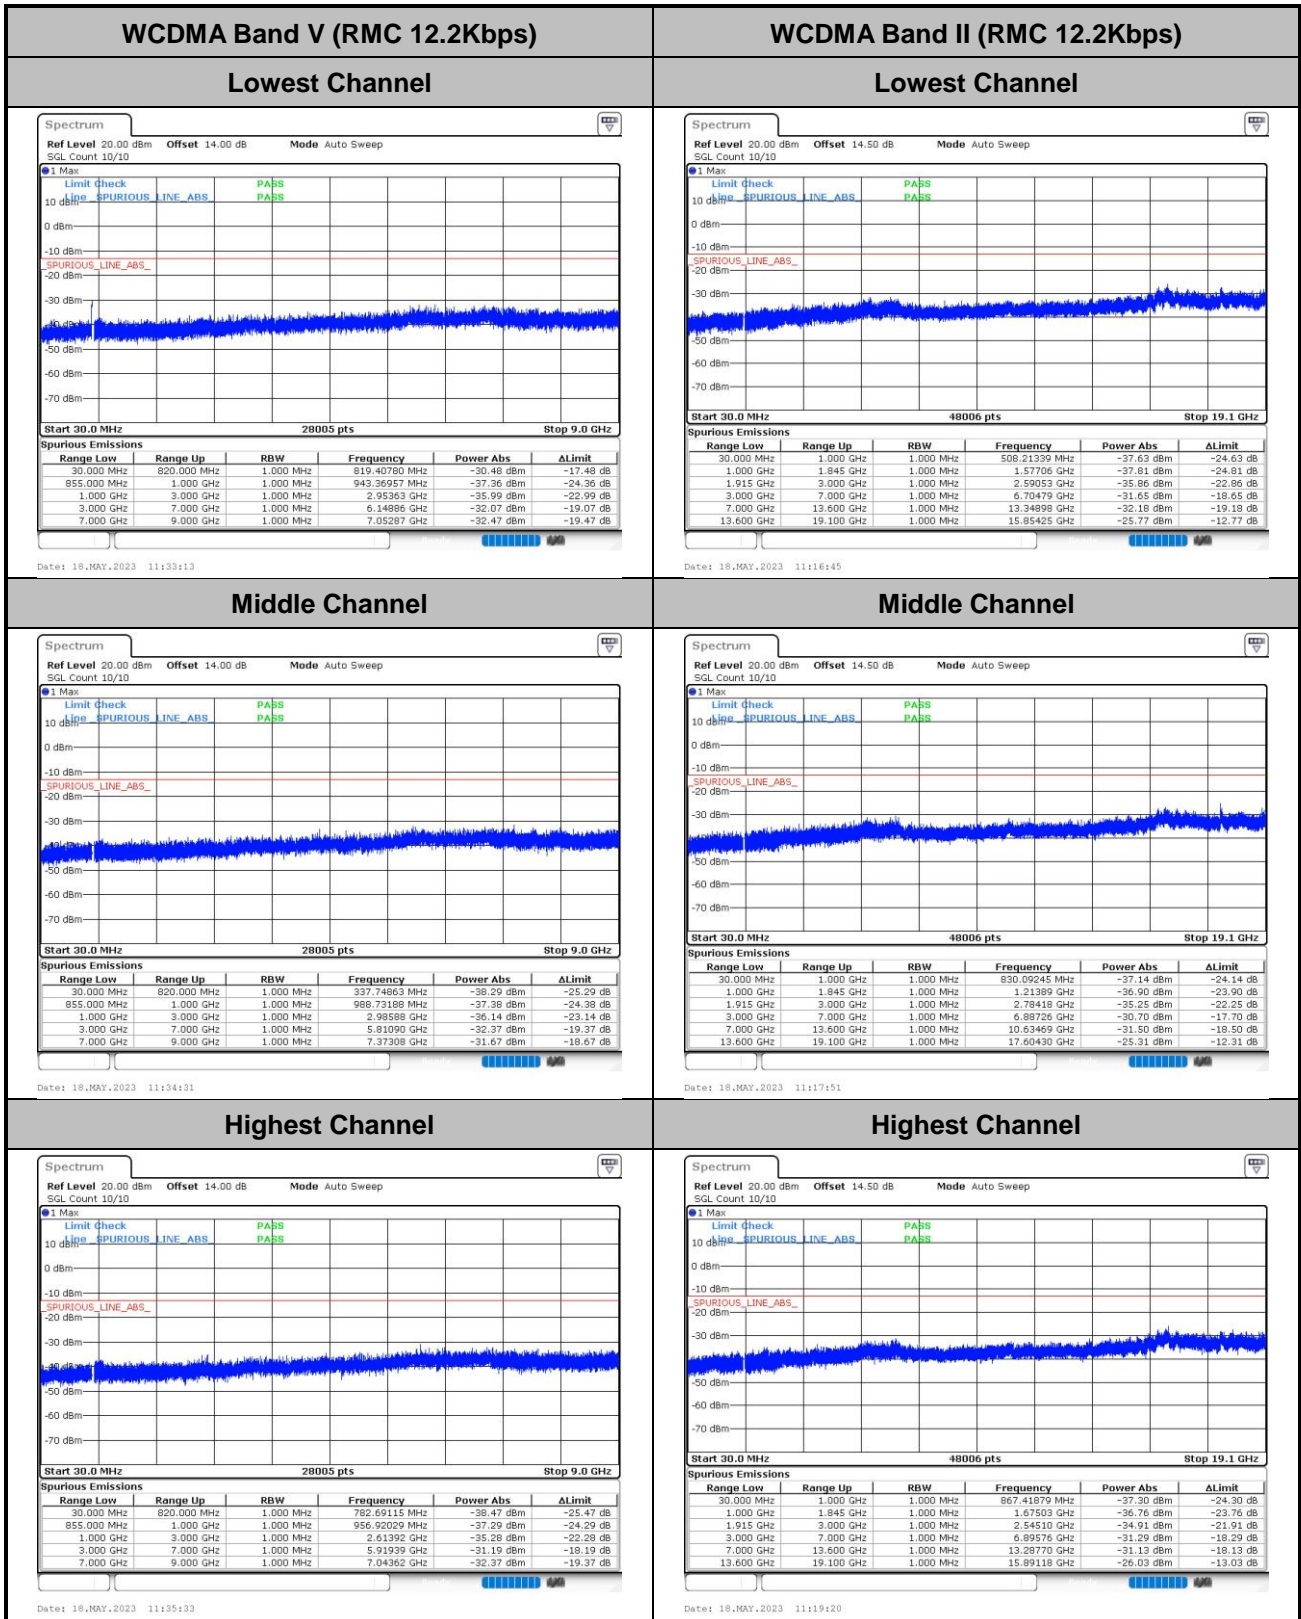 WCDMA Band V (RMC 12.2Kbps) WCDMA Band II (RMC 12.2Kbps)
Lowest Channel Lowest Channel
Spectrum
Ref Level 20.00 dBm Offset 14.00 dB Mode Auto Sweep
SGL Count 10/10
1 Max
Limit Check PASS
10 dBm Line _SPURIOUS_LINE_ABS_ PASS
0 dBm
-10 dBm
_SPURIOUS_LINE_ABS_
-20 dBm
-30 dBm
-40 dBm
-50 dBm
-60 dBm
-70 dBm
Start 30.0 MHz 28005 pts Stop 9.0 GHz
Spurious Emissions
Range Low Range Up RBW Frequency Power Abs ΔLimit
30.000 MHz 820.000 MHz 1.000 MHz 819.40780 MHz -30.48 dBm -17.48 dB
855.000 MHz 1.000 GHz 1.000 MHz 943.36957 MHz -37.36 dBm -24.36 dB
1.000 GHz 3.000 GHz 1.000 MHz 2.95363 GHz -35.99 dBm -22.99 dB
3.000 GHz 7.000 GHz 1.000 MHz 6.14886 GHz -32.07 dBm -19.07 dB
7.000 GHz 9.000 GHz 1.000 MHz 7.05287 GHz -32.47 dBm -19.47 dB
Date: 18.MAY.2023 11:33:13
Spectrum
Ref Level 20.00 dBm Offset 14.50 dB Mode Auto Sweep
SGL Count 10/10
1 Max
Limit Check PASS
10 dBm Line _SPURIOUS_LINE_ABS_ PASS
0 dBm
-10 dBm
_SPURIOUS_LINE_ABS_
-20 dBm
-30 dBm
-50 dBm
-60 dBm
-70 dBm
Start 30.0 MHz 48006 pts Stop 19.1 GHz
Spurious Emissions
Range Low Range Up RBW Frequency Power Abs ΔLimit
30.000 MHz 1.000 GHz 1.000 MHz 508.21339 MHz -37.63 dBm -24.63 dB
1.000 GHz 1.845 GHz 1.000 MHz 1.57706 GHz -37.81 dBm -24.81 dB
1.915 GHz 3.000 GHz 1.000 MHz 2.59053 GHz -35.86 dBm -22.86 dB
3.000 GHz 7.000 GHz 1.000 MHz 6.70479 GHz -31.65 dBm -18.65 dB
7.000 GHz 13.600 GHz 1.000 MHz 13.34898 GHz -32.18 dBm -19.18 dB
13.600 GHz 19.100 GHz 1.000 MHz 15.85425 GHz -25.77 dBm -12.77 dB
Date: 18.MAY.2023 11:16:45
Middle Channel Middle Channel
Spectrum
Ref Level 20.00 dBm Offset 14.00 dB Mode Auto Sweep
SGL Count 10/10
1 Max
Limit Check PASS
10 dBm Line _SPURIOUS_LINE_ABS_ PASS
0 dBm
-10 dBm
_SPURIOUS_LINE_ABS_
-20 dBm
-30 dBm
-40 dBm
-50 dBm
-60 dBm
-70 dBm
Start 30.0 MHz 28005 pts Stop 9.0 GHz
Spurious Emissions
Range Low Range Up RBW Frequency Power Abs ΔLimit
30.000 MHz 820.000 MHz 1.000 MHz 337.74863 MHz -38.29 dBm -25.29 dB
855.000 MHz 1.000 GHz 1.000 MHz 988.73188 MHz -37.38 dBm -24.38 dB
1.000 GHz 3.000 GHz 1.000 MHz 2.98588 GHz -36.14 dBm -23.14 dB
3.000 GHz 7.000 GHz 1.000 MHz 5.81090 GHz -32.37 dBm -19.37 dB
7.000 GHz 9.000 GHz 1.000 MHz 7.37308 GHz -31.67 dBm -18.67 dB
Date: 18.MAY.2023 11:34:31
Spectrum
Ref Level 20.00 dBm Offset 14.50 dB Mode Auto Sweep
SGL Count 10/10
1 Max
Limit Check PASS
10 dBm Line _SPURIOUS_LINE_ABS_ PASS
0 dBm
-10 dBm
_SPURIOUS_LINE_ABS_
-20 dBm
-30 dBm
-50 dBm
-60 dBm
-70 dBm
Start 30.0 MHz 48006 pts Stop 19.1 GHz
Spurious Emissions
Range Low Range Up RBW Frequency Power Abs ΔLimit
30.000 MHz 1.000 GHz 1.000 MHz 830.09245 MHz -37.14 dBm -24.14 dB
1.000 GHz 1.845 GHz 1.000 MHz 1.21389 GHz -36.90 dBm -23.90 dB
1.915 GHz 3.000 GHz 1.000 MHz 2.78418 GHz -35.25 dBm -22.25 dB
3.000 GHz 7.000 GHz 1.000 MHz 6.88726 GHz -30.70 dBm -17.70 dB
7.000 GHz 13.600 GHz 1.000 MHz 10.63469 GHz -31.50 dBm -18.50 dB
13.600 GHz 19.100 GHz 1.000 MHz 17.60430 GHz -25.31 dBm -12.31 dB
Date: 18.MAY.2023 11:17:51
Highest Channel Highest Channel
Spectrum
Ref Level 20.00 dBm Offset 14.00 dB Mode Auto Sweep
SGL Count 10/10
1 Max
Limit Check PASS
10 dBm Line _SPURIOUS_LINE_ABS_ PASS
0 dBm
-10 dBm
_SPURIOUS_LINE_ABS_
-20 dBm
-30 dBm
-40 dBm
-50 dBm
-60 dBm
-70 dBm
Start 30.0 MHz 28005 pts Stop 9.0 GHz
Spurious Emissions
Range Low Range Up RBW Frequency Power Abs ΔLimit
30.000 MHz 820.000 MHz 1.000 MHz 782.69115 MHz -38.47 dBm -25.47 dB
855.000 MHz 1.000 GHz 1.000 MHz 956.92029 MHz -37.29 dBm -24.29 dB
1.000 GHz 3.000 GHz 1.000 MHz 2.61392 GHz -35.28 dBm -22.28 dB
3.000 GHz 7.000 GHz 1.000 MHz 5.91939 GHz -31.19 dBm -18.19 dB
7.000 GHz 9.000 GHz 1.000 MHz 7.04362 GHz -32.37 dBm -19.37 dB
Date: 18.MAY.2023 11:35:33
Spectrum
Ref Level 20.00 dBm Offset 14.50 dB Mode Auto Sweep
SGL Count 10/10
1 Max
Limit Check PASS
10 dBm Line _SPURIOUS_LINE_ABS_ PASS
0 dBm
-10 dBm
_SPURIOUS_LINE_ABS_
-20 dBm
-30 dBm
-50 dBm
-60 dBm
-70 dBm
Start 30.0 MHz 48006 pts Stop 19.1 GHz
Spurious Emissions
Range Low Range Up RBW Frequency Power Abs ΔLimit
30.000 MHz 1.000 GHz 1.000 MHz 867.41879 MHz -37.30 dBm -24.30 dB
1.000 GHz 1.845 GHz 1.000 MHz 1.67503 GHz -36.76 dBm -23.76 dB
1.915 GHz 3.000 GHz 1.000 MHz 2.54510 GHz -34.91 dBm -21.91 dB
3.000 GHz 7.000 GHz 1.000 MHz 6.89576 GHz -31.29 dBm -18.29 dB
7.000 GHz 13.600 GHz 1.000 MHz 13.28770 GHz -31.13 dBm -18.13 dB
13.600 GHz 19.100 GHz 1.000 MHz 15.89118 GHz -26.03 dBm -13.03 dB
Date: 18.MAY.2023 11:19:20